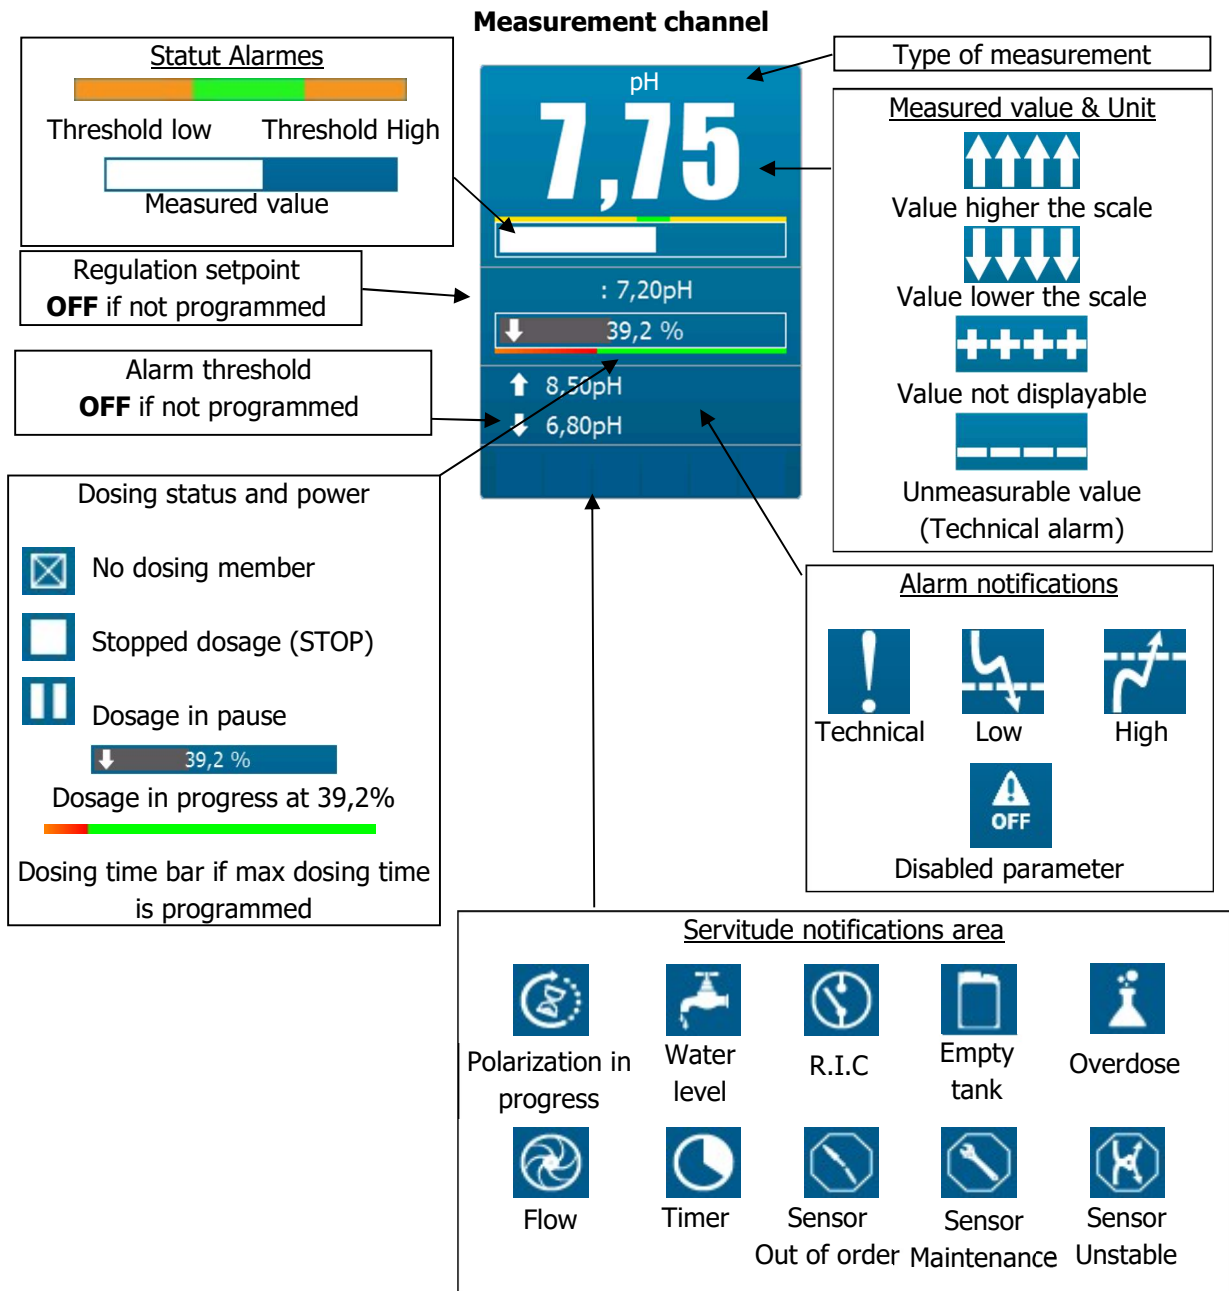 Measurement channel
Statut Alarmes
Threshold low Threshold High
Measured value
Regulation setpoint
OFF if not programmed
Alarm threshold
OFF if not programmed
Dosing status and power
No dosing member
Stopped dosage (STOP)
Dosage in pause
39,2 %
Dosage in progress at 39,2%
Dosing time bar if max dosing time
is programmed
pH
7,75
: 7,20pH
39,2 %
8,50pH
6,80pH
Type of measurement
Measured value & Unit
Value higher the scale
Value lower the scale
Value not displayable
Unmeasurable value
(Technical alarm)
Alarm notifications
Technical Low High
OFF
Disabled parameter
Servitude notifications area
Polarization in
progress
Water
level
R.I.C
Empty
tank
Overdose
Flow
Timer
Sensor
Out of order
Sensor
Maintenance
Sensor
Unstable